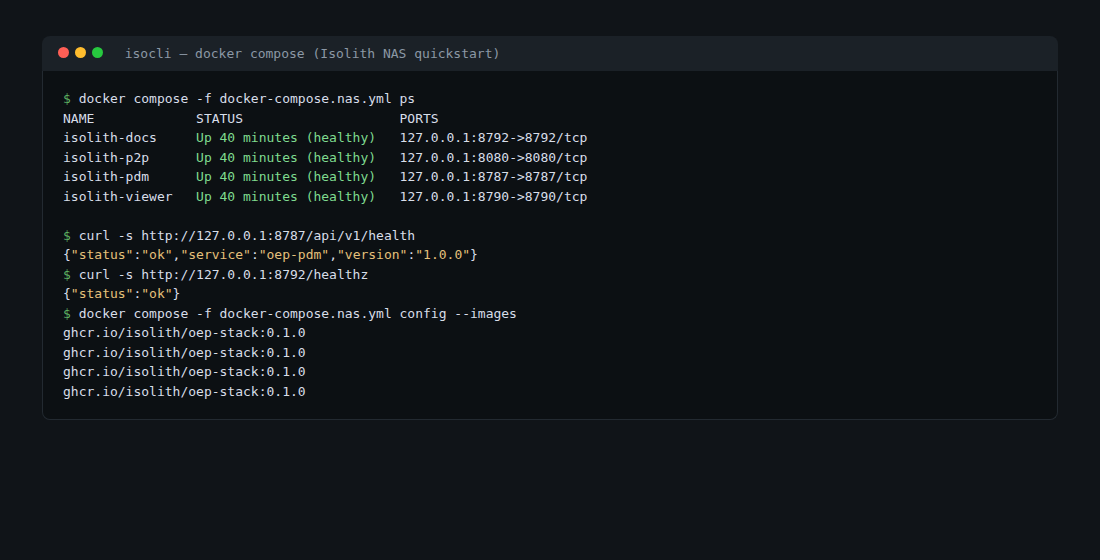 isocli — docker compose (Isolith NAS quickstart)
$ docker compose -f docker-compose.nas.yml ps
NAME             STATUS                    PORTS
isolith-docs     Up 40 minutes (healthy)   127.0.0.1:8792->8792/tcp
isolith-p2p      Up 40 minutes (healthy)   127.0.0.1:8080->8080/tcp
isolith-pdm      Up 40 minutes (healthy)   127.0.0.1:8787->8787/tcp
isolith-viewer   Up 40 minutes (healthy)   127.0.0.1:8790->8790/tcp
$ curl -s http://127.0.0.1:8787/api/v1/health
{"status":"ok","service":"oep-pdm","version":"1.0.0"}
$ curl -s http://127.0.0.1:8792/healthz
{"status":"ok"}
$ docker compose -f docker-compose.nas.yml config --images
ghcr.io/isolith/oep-stack:0.1.0
ghcr.io/isolith/oep-stack:0.1.0
ghcr.io/isolith/oep-stack:0.1.0
ghcr.io/isolith/oep-stack:0.1.0